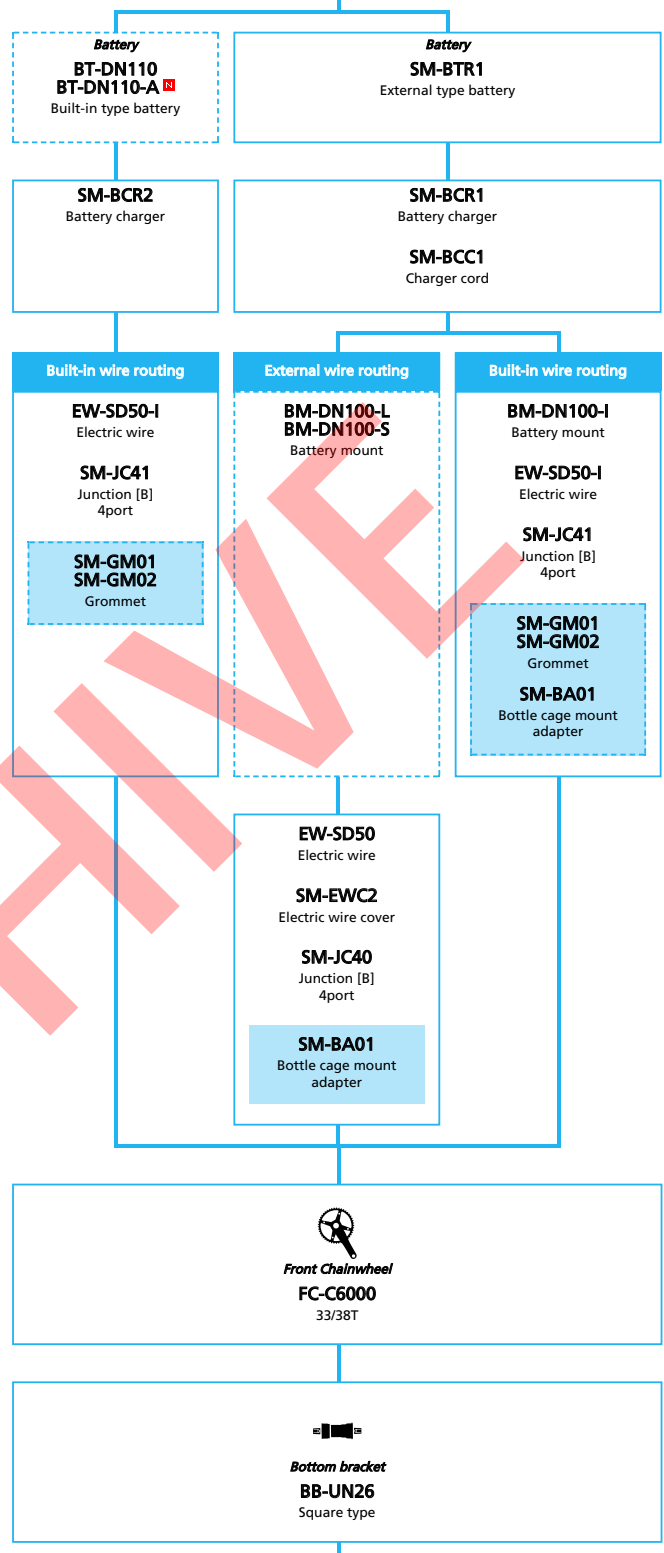 Battery
BT-DN110
BT-DN110-A N
Built-in type battery
Battery
SM-BTR1
External type battery
SM-BCR2
Battery charger
SM-BCR1
Battery charger
SM-BCC1
Charger cord
Built-in wire routing
EW-SD50-I
Electric wire
SM-JC41
Junction [B]
4port
SM-GM01
SM-GM02
Grommet
External wire routing
BM-DN100-L
BM-DN100-S
Battery mount
Built-in wire routing
BM-DN100-I
Battery mount
EW-SD50-I
Electric wire
SM-JC41
Junction [B]
4port
SM-GM01
SM-GM02
Grommet
SM-BA01
Bottle cage mount
adapter
EW-SD50
Electric wire
SM-EWC2
Electric wire cover
SM-JC40
Junction [B]
4port
SM-BA01
Bottle cage mount
adapter
HIVE
Front Chainwheel
FC-C6000
33/38T
Bottom bracket
BB-UN26
Square type